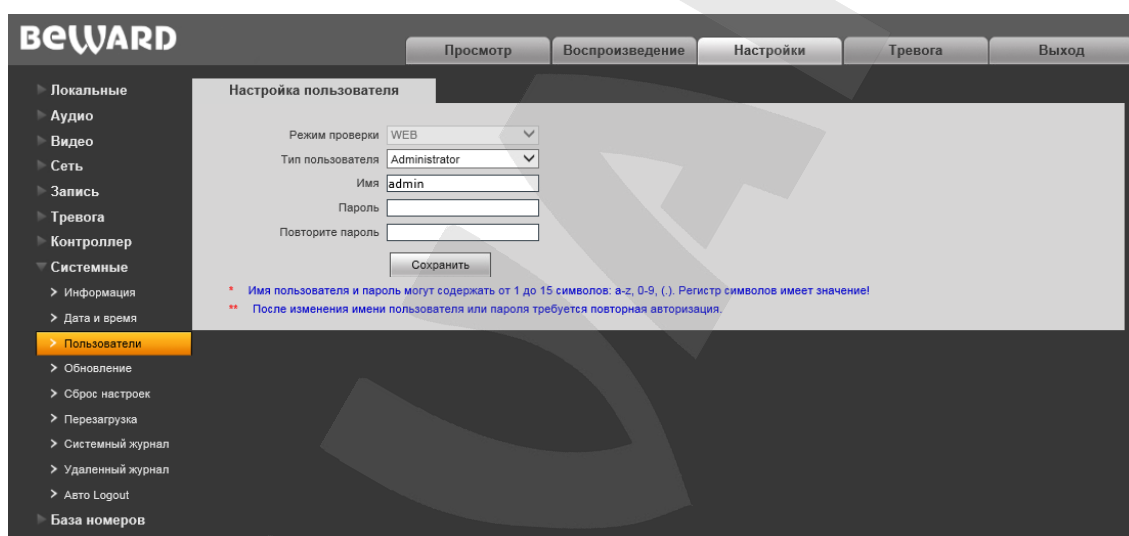 BEWARD
Просмотр Воспроизведение Настройки Тревога Выход
Локальные
Аудио
Видео
Сеть
Запись
Тревога
Контроллер
Системные
Информация
Дата и время
Пользователи
Обновление
Сброс настроек
Перезагрузка
Системный журнал
Удаленный журнал
Авто Logout
База номеров
Настройка пользователя
Режим проверки WEB
Тип пользователя Administrator
Имя admin
Пароль
Повторите пароль
Сохранить
* Имя пользователя и пароль могут содержать от 1 до 15 символов: a-z, 0-9, (.). Регистр символов имеет значение!
** После изменения имени пользователя или пароля требуется повторная авторизация.